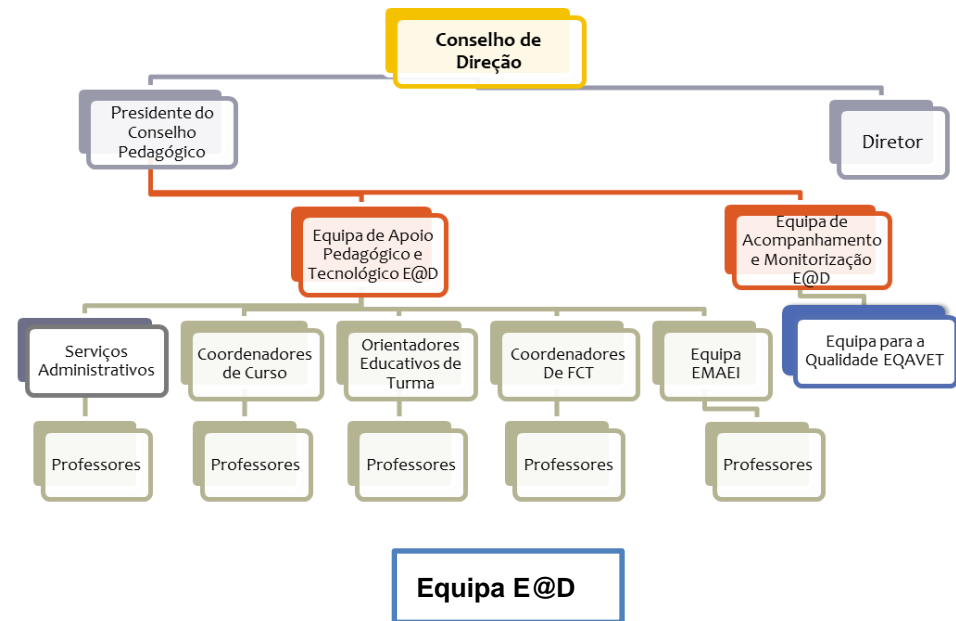 Conselho de
Direção
Presidente do
Conselho
Pedagógico
Diretor
Equipa de Apoio
Pedagógico e
Tecnológico E@D
Equipa de
Acompanhamento
e Monitorização
E@D
Serviços
Administrativos
Coordenadores
de Curso
Orientadores
Educativos de
Turma
Coordenadores
De FCT
Equipa
EMAEI
Equipa para a
Qualidade EQAVET
Professores
Professores
Professores
Professores
Professores
Equipa E@D